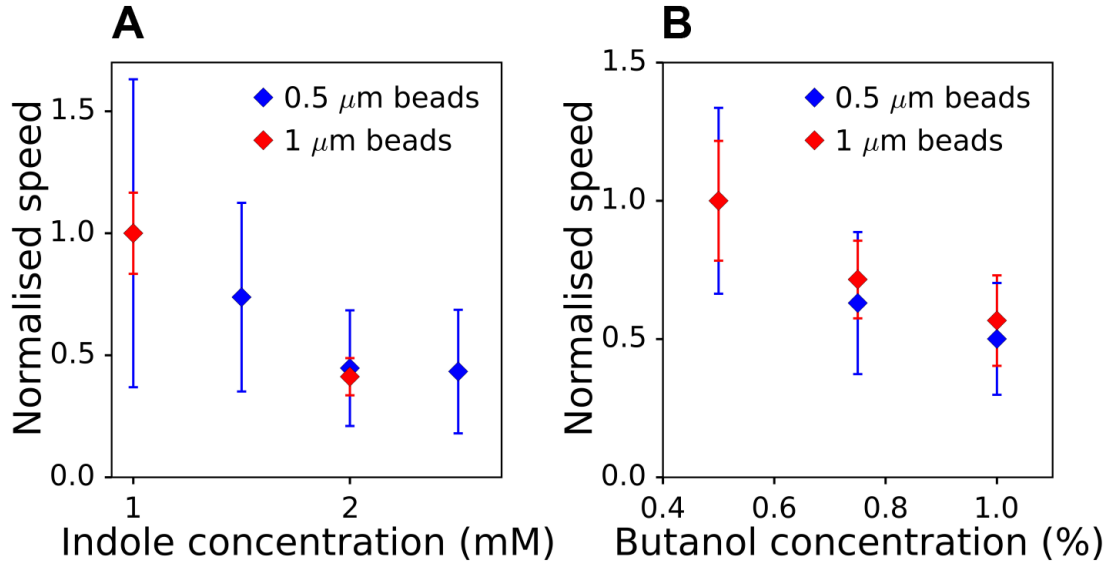 A
Normalised speed
1.5
1.0
0.5
0.0
0.5 μm beads
1 μm beads
1
2
Indole concentration (mM)
B
Normalised speed
1.5
1.0
0.5
0.0
0.5 μm beads
1 μm beads
0.4
0.6
0.8
1.0
Butanol concentration (%)